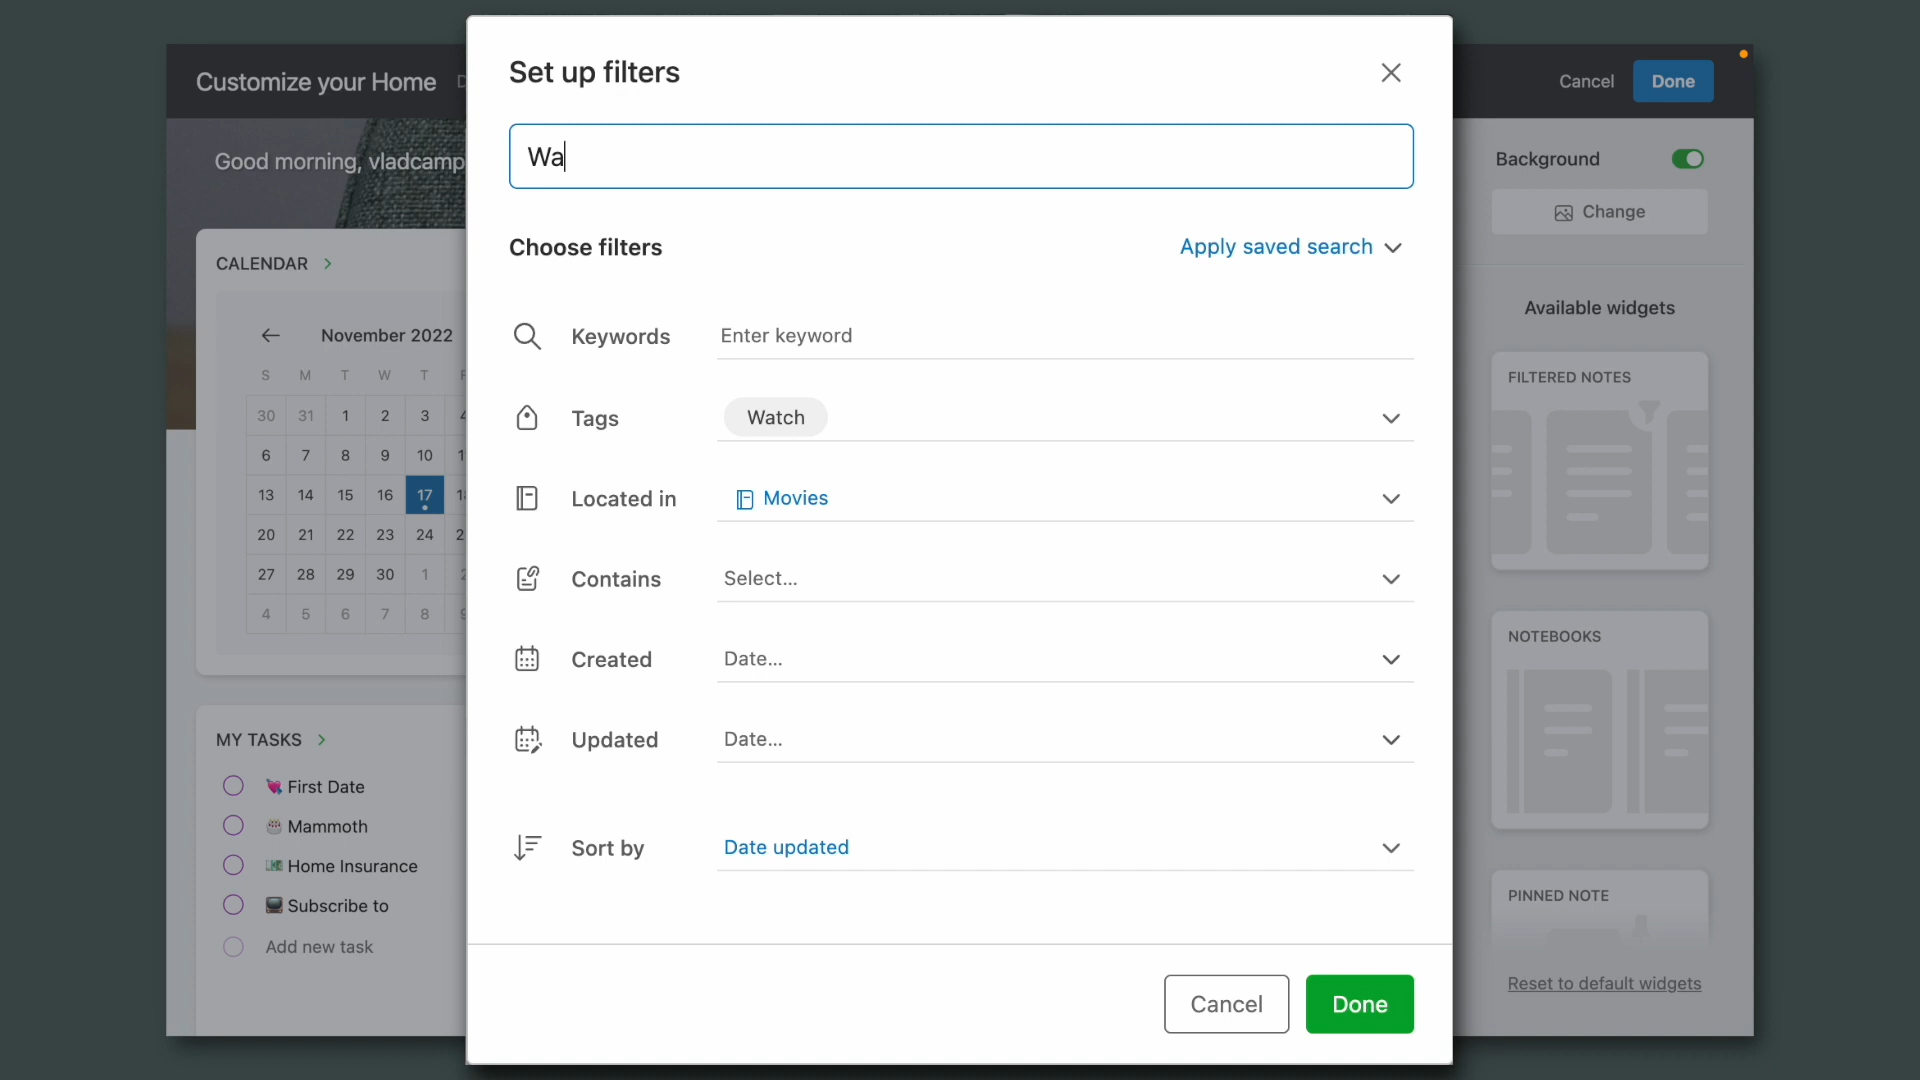 Customize your Home
Good morning, vladcamp
CALENDAR
November 2022
S M T W T F
30 31 1 2 3 4
6 7 8 9 10
13 14 15 16 17
20 21 22 23 24
27 28 29 30 1 2
4 5 6 7 8 9
MY TASKS
First Date
Mammoth
Home Insurance
Subscribe to
Add new task
Set up filters
Wa
Choose filters
Apply saved search
Keywords Enter keyword
Tags Watch
Located in Movies
Contains Select...
Created Date...
Updated Date...
Sort by Date updated
Cancel Done
Cancel Done
Background
Change
Available widgets
FILTERED NOTES
NOTEBOOKS
PINNED NOTE
Reset to default widgets